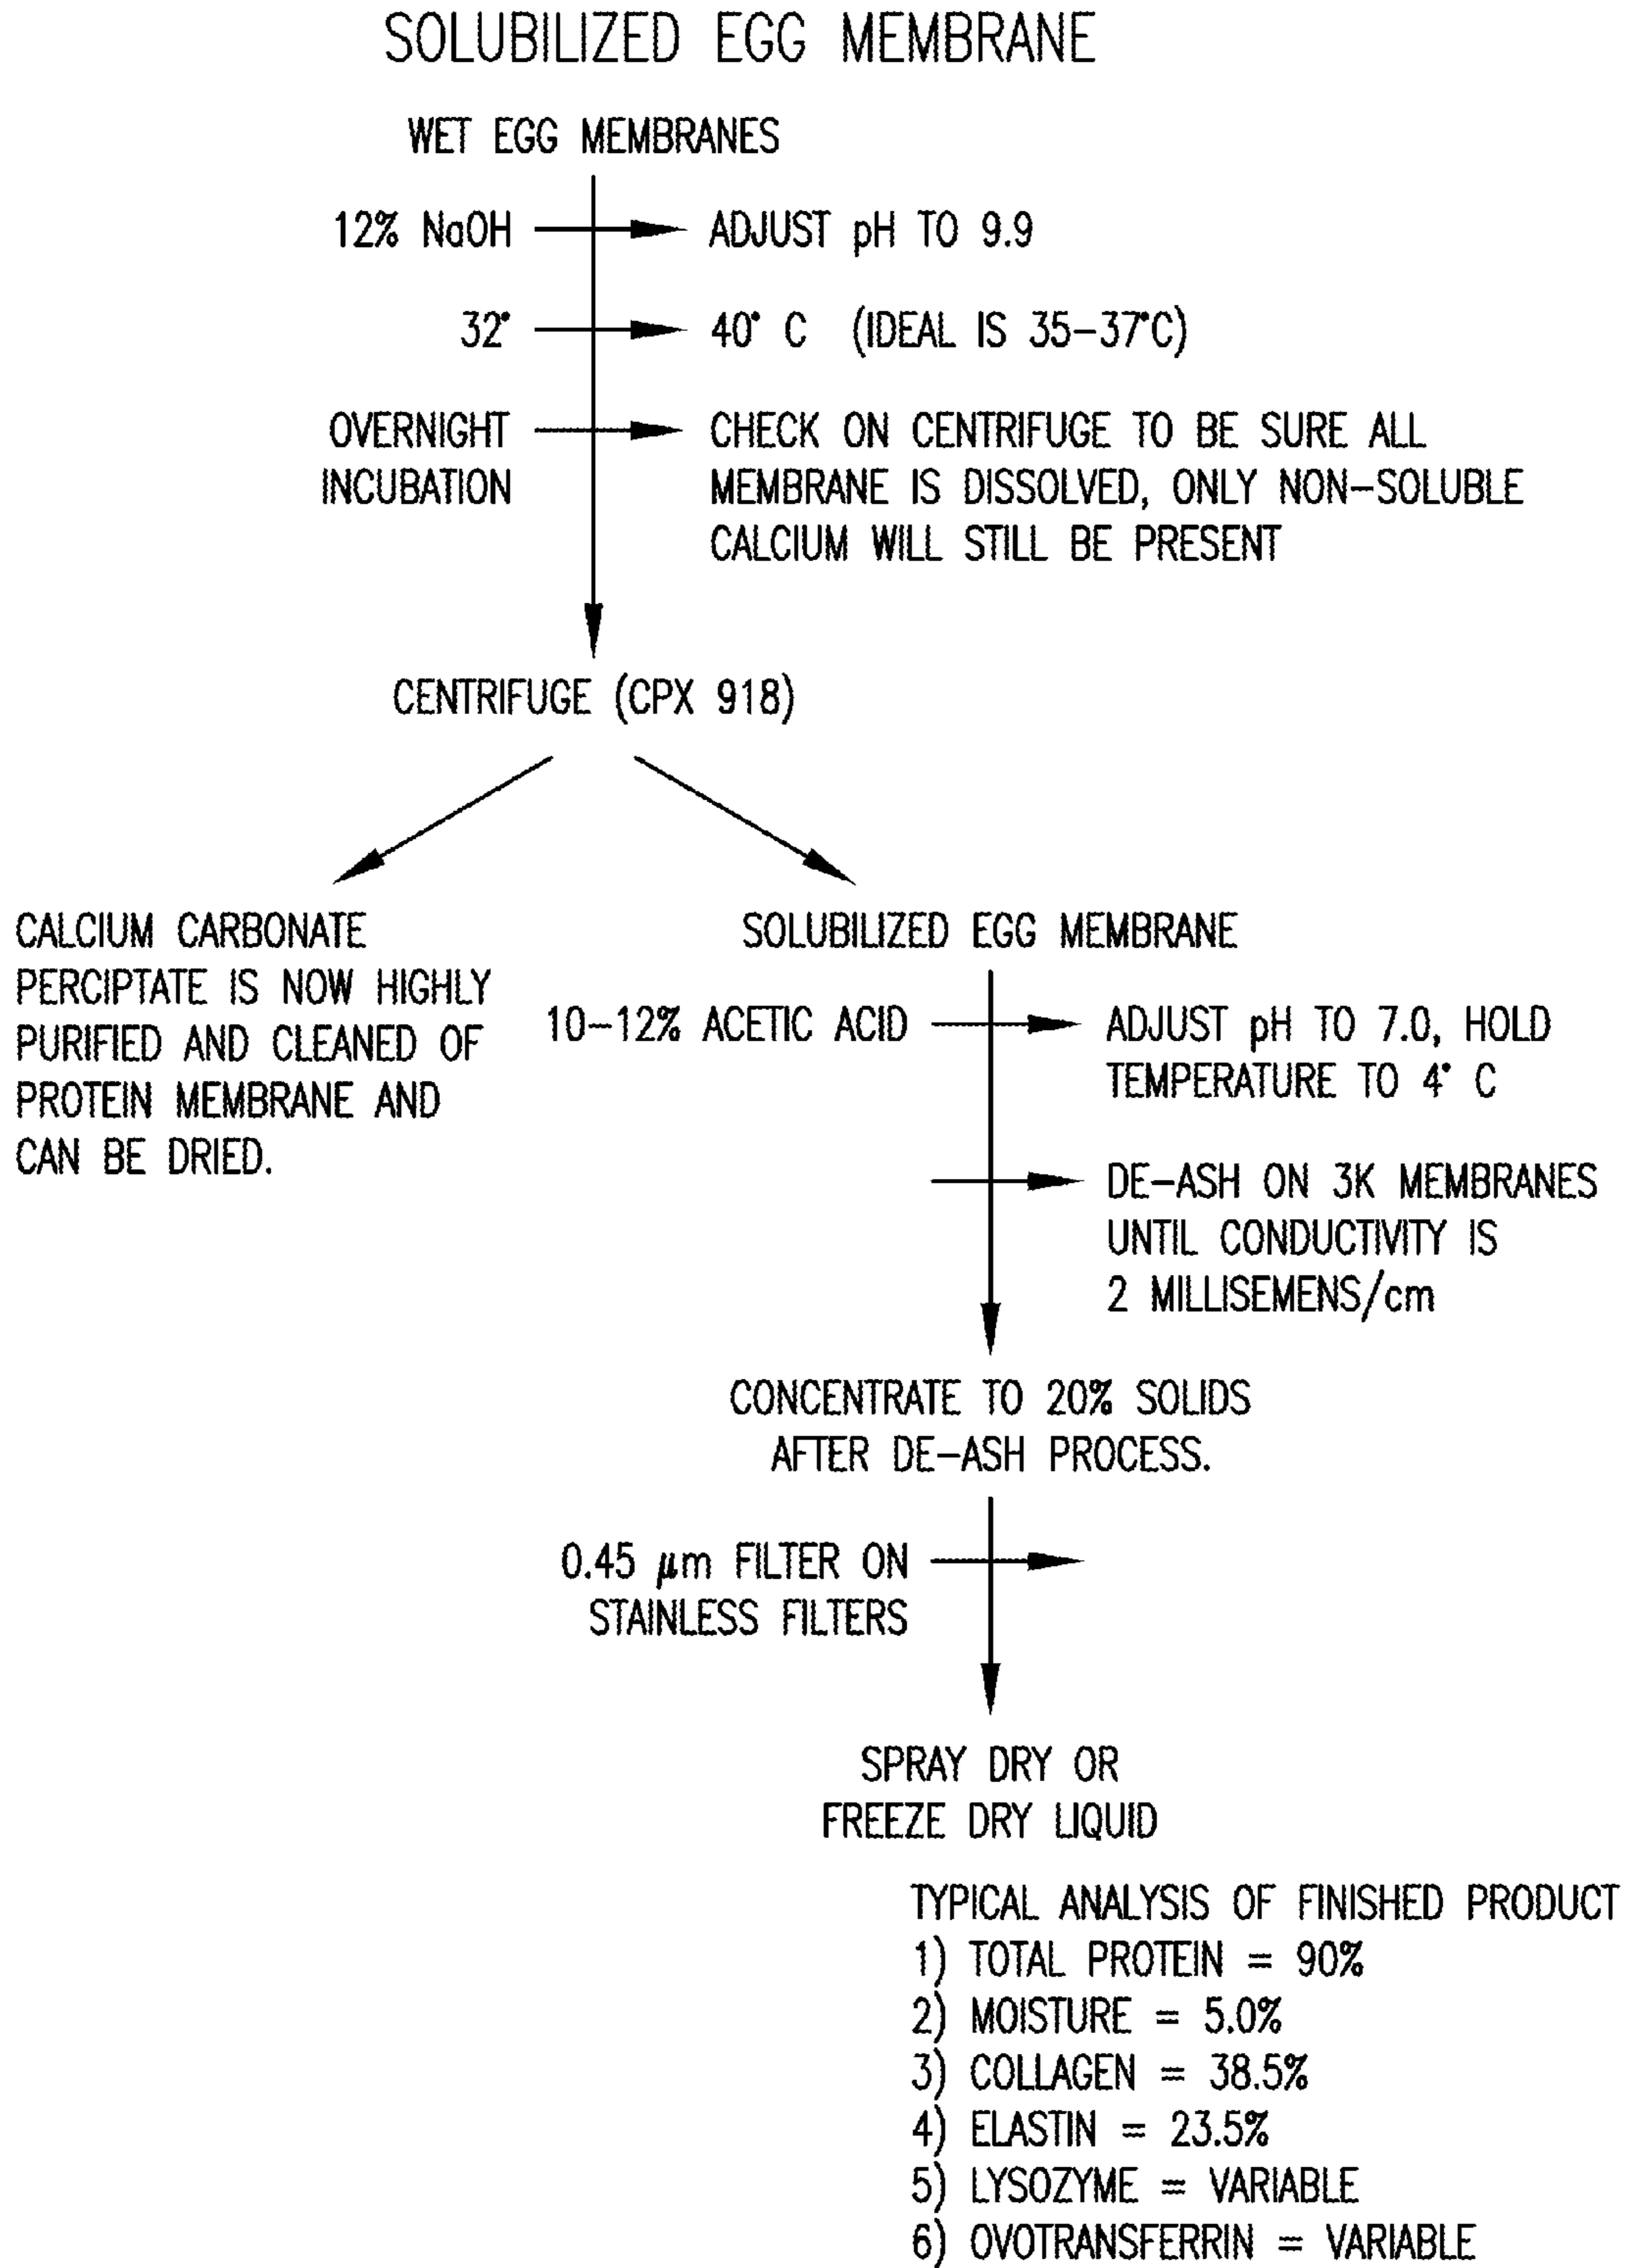 SOLUBILIZED EGG MEMBRANE
WET EGG MEMBRANES
12% NaOH
ADJUST pH TO 9.9
32°
40° C (IDEAL IS 35-37°C)
OVERNIGHT
INCUBATION
CHECK ON CENTRIFUGE TO BE SURE ALL
MEMBRANE IS DISSOLVED, ONLY NON-SOLUBLE
CALCIUM WILL STILL BE PRESENT
CENTRIFUGE (CPX 918)
CALCIUM CARBONATE
PERCIPTATE IS NOW HIGHLY
PURIFIED AND CLEANED OF
PROTEIN MEMBRANE AND
CAN BE DRIED.
SOLUBILIZED EGG MEMBRANE
10-12% ACETIC ACID
ADJUST pH TO 7.0, HOLD
TEMPERATURE TO 4° C
DE-ASH ON 3K MEMBRANES
UNTIL CONDUCTIVITY IS
2 MILLISEMENS/cm
CONCENTRATE TO 20% SOLIDS
AFTER DE-ASH PROCESS.
0.45 μm FILTER ON
STAINLESS FILTERS
SPRAY DRY OR
FREEZE DRY LIQUID
TYPICAL ANALYSIS OF FINISHED PRODUCT
1) TOTAL PROTEIN = 90%
2) MOISTURE = 5.0%
3) COLLAGEN = 38.5%
4) ELASTIN = 23.5%
5) LYSOZYME = VARIABLE
6) OVOTRANSFERRIN = VARIABLE